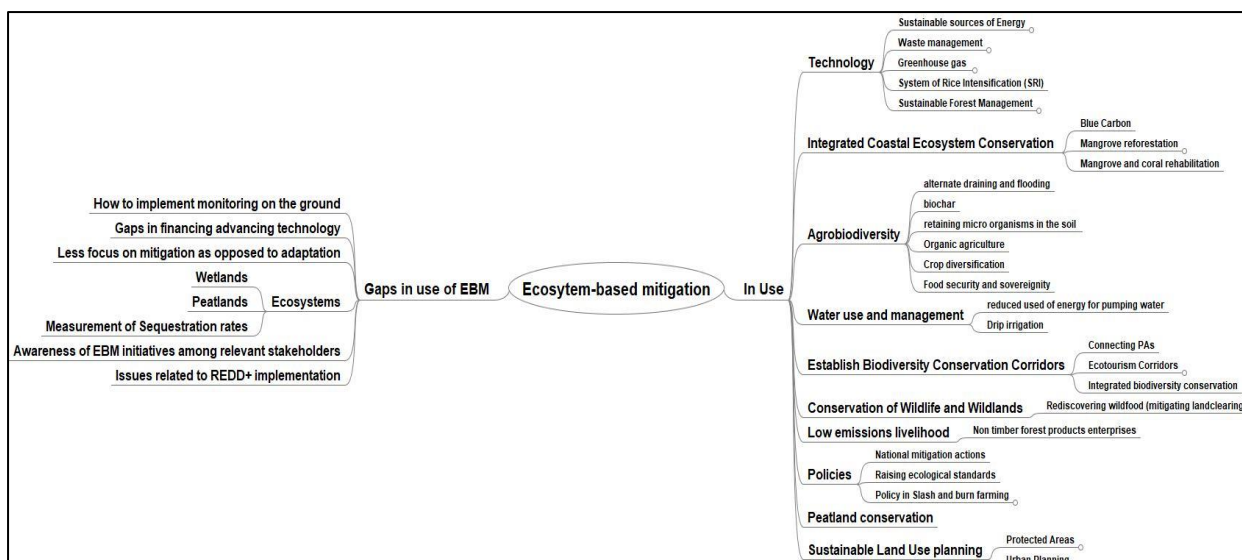 How to implement monitoring on the ground
Gaps in financing advancing technology
Less focus on mitigation as opposed to adaptation
Wetlands
Peatlands
Measurement of Sequestration rates
Ecosystems
Awareness of EBM initiatives among relevant stakeholders
Issues related to REDD+ implementation
Gaps in use of EBM
Ecosytem-based mitigation
In Use
Technology
Sustainable sources of Energy
Waste management
Greenhouse gas
System of Rice Intensification (SRI)
Sustainable Forest Management
Integrated Coastal Ecosystem Conservation
Blue Carbon
Mangrove reforestation
Mangrove and coral rehabilitation
Agrobiodiversity
alternate draining and flooding
biochar
retaining micro organisms in the soil
Organic agriculture
Crop diversification
Food security and sovereignity
Water use and management
reduced used of energy for pumping water
Drip irrigation
Establish Biodiversity Conservation Corridors
Connecting PAs
Ecotourism Corridors
Integrated biodiversity conservation
Conservation of Wildlife and Wildlands
Rediscovering wildfood (mitigating landclearing
Low emissions livelihood
Non timber forest products enterprises
Policies
National mitigation actions
Raising ecological standards
Policy in Slash and burn farming
Peatland conservation
Sustainable Land Use planning
Protected Areas
Urban Planning